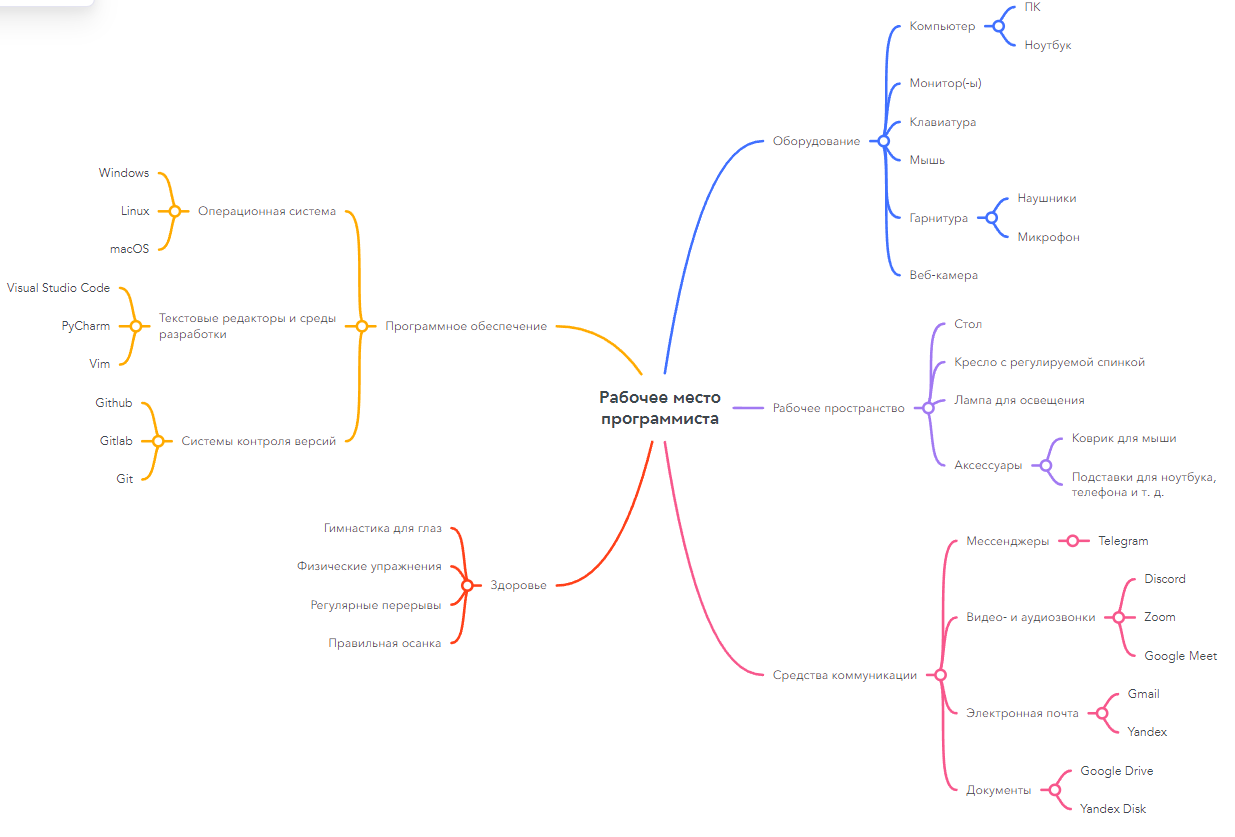 Рабочее место
программиста
Оборудование
Компьютер
ПК
Ноутбук
Монитор(-ы)
Клавиатура
Мышь
Гарнитура
Наушники
Микрофон
Веб-камера
Рабочее пространство
Стол
Кресло с регулируемой спинкой
Лампа для освещения
Аксессуары
Коврик для мыши
Подставки для ноутбука,
телефона и т. д.
Средства коммуникации
Мессенджеры
Telegram
Видео- и аудиозвонки
Discord
Zoom
Google Meet
Электронная почта
Gmail
Yandex
Документы
Google Drive
Yandex Disk
Программное обеспечение
Операционная система
Windows
Linux
macOS
Текстовые редакторы и среды
разработки
Visual Studio Code
PyCharm
Vim
Системы контроля версий
Github
Gitlab
Git
Здоровье
Гимнастика для глаз
Физические упражнения
Регулярные перерывы
Правильная осанка